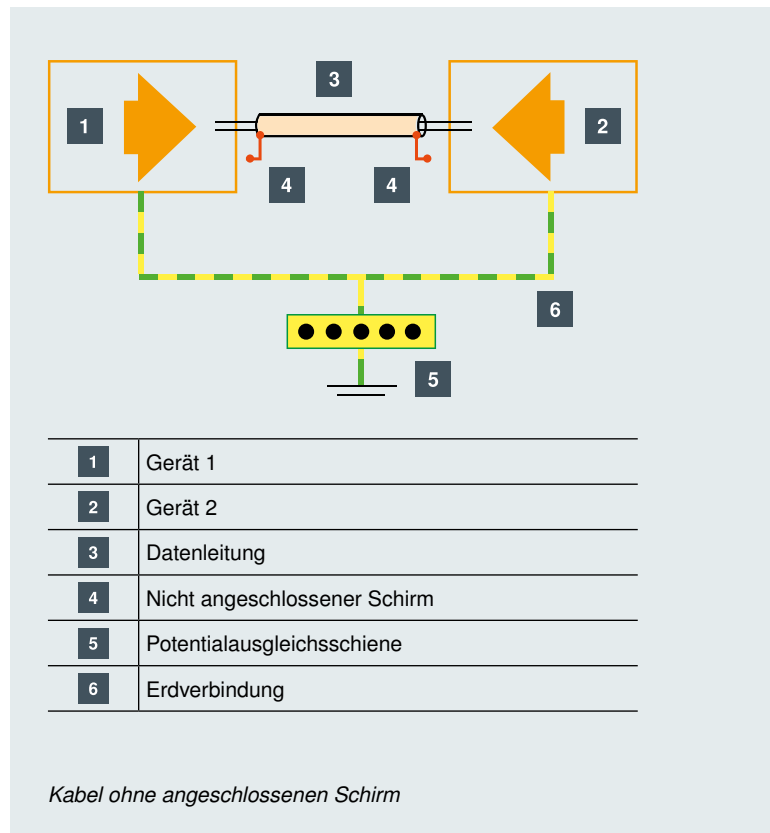 3
1
2
4
4
6
5
1 Gerät 1
2 Gerät 2
3 Datenleitung
4 Nicht angeschlossener Schirm
5 Potentialausgleichsschiene
6 Erdverbindung
Kabel ohne angeschlossenen Schirm